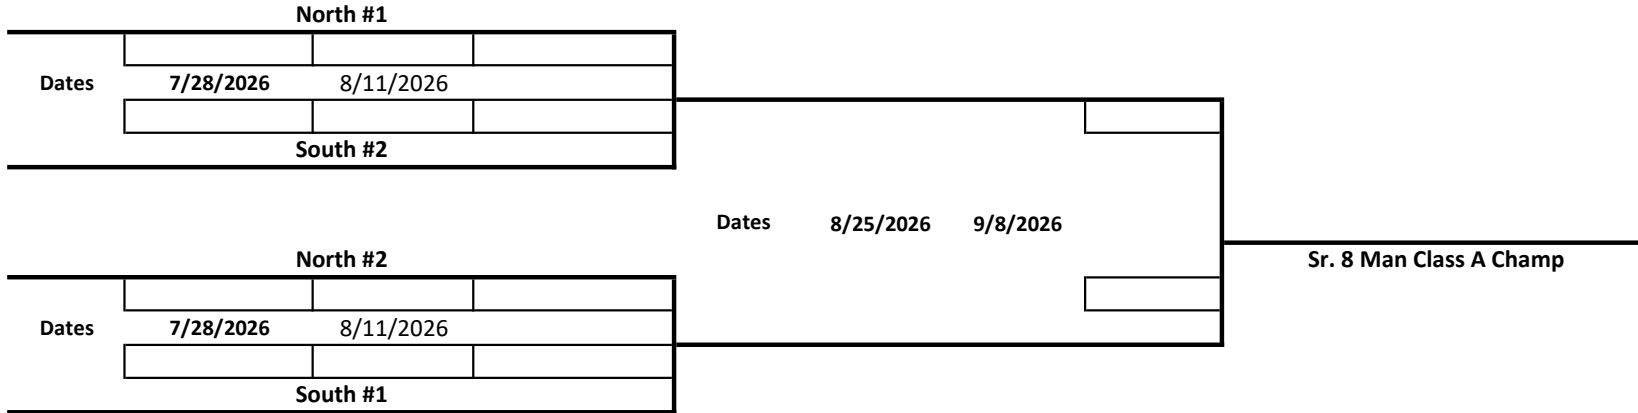 North #1
Dates 7/28/2026 8/11/2026
South #2
Dates 8/25/2026 9/8/2026
North #2
Sr. 8 Man Class A Champ
Dates 7/28/2026 8/11/2026
South #1